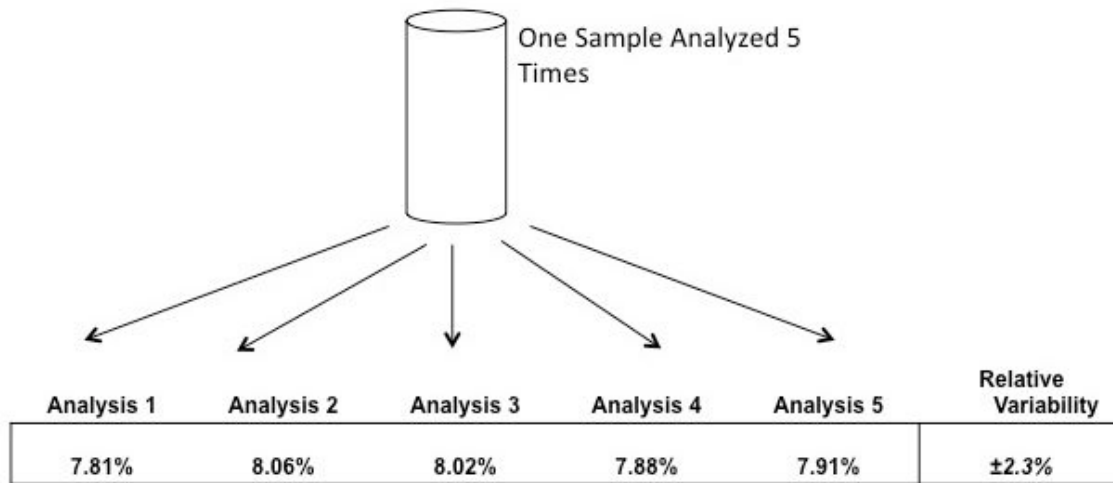 One Sample Analyzed 5
Times
Relative
Variability
Analysis 1 Analysis 2 Analysis 3 Analysis 4 Analysis 5
7.81% 8.06% 8.02% 7.88% 7.91% ±2.3%